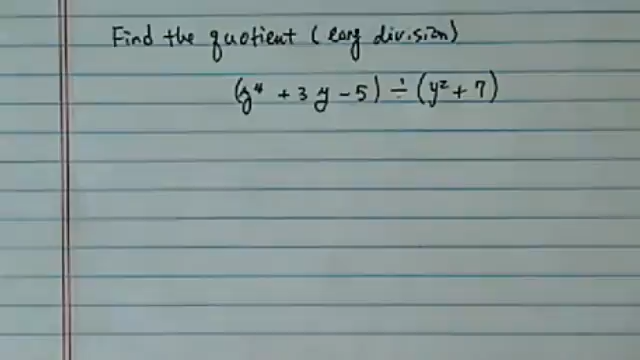 Find the quotient (long division)
(y⁴ + 3y - 5) ÷ (y² + 7)